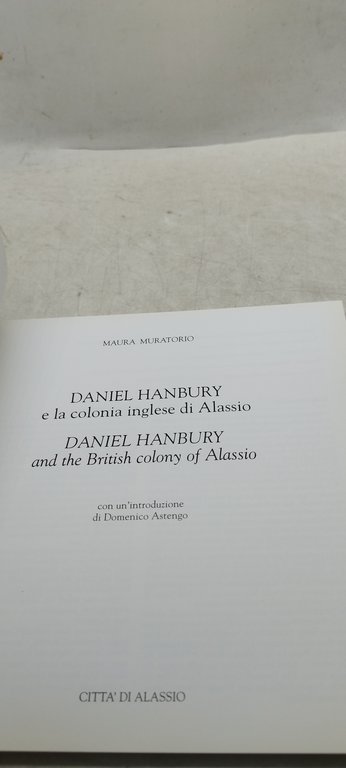 MAURA MURATORIO
DANIEL HANBURY
e la colonia inglese di Alassio
DANIEL HANBURY
and the British colony of Alassio
con un'introduzione
di Domenico Astengo
CITTA' DI ALASSIO